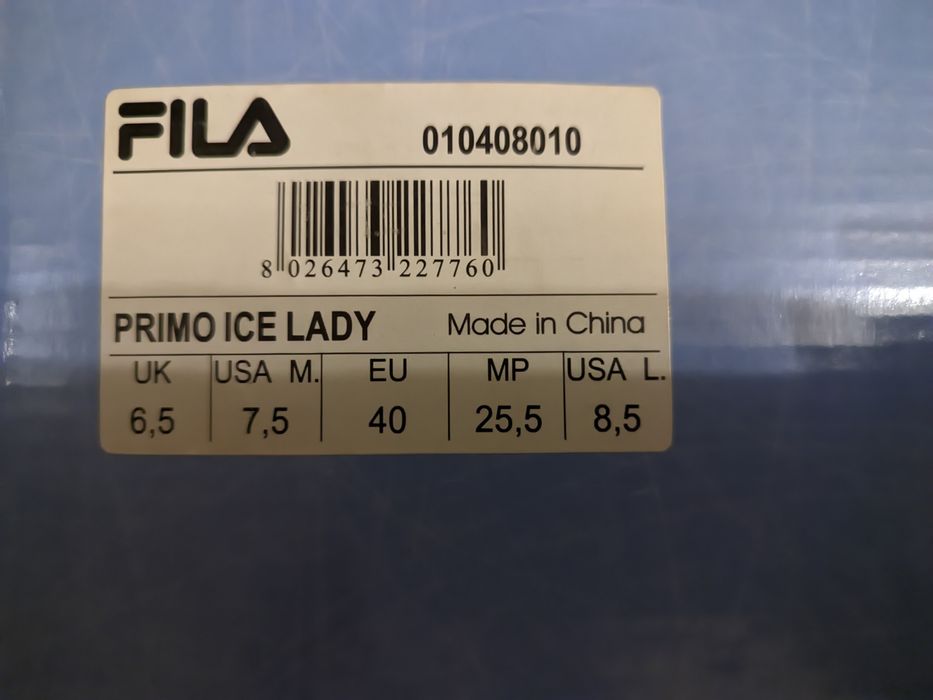 FILA 010408010
8 026473 227760
PRIMO ICE LADY Made in China
UK USA M. EU MP USA L.
6,5 7,5 40 25,5 8,5